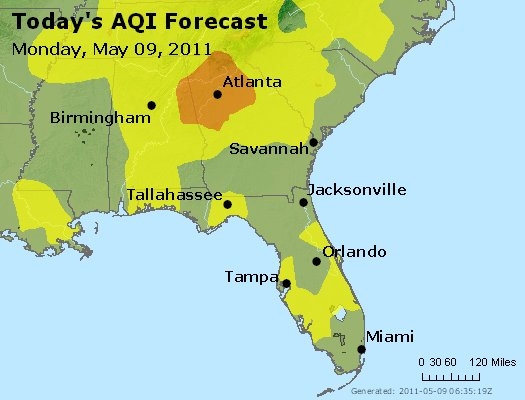 Today's AQI Forecast
Monday, May 09, 2011
Atlanta
Birmingham
Savannah
Tallahassee
Jacksonville
Orlando
Tampa
Miami
0 30 60 120 Miles
Generated: 2011-05-09 06:35:19Z